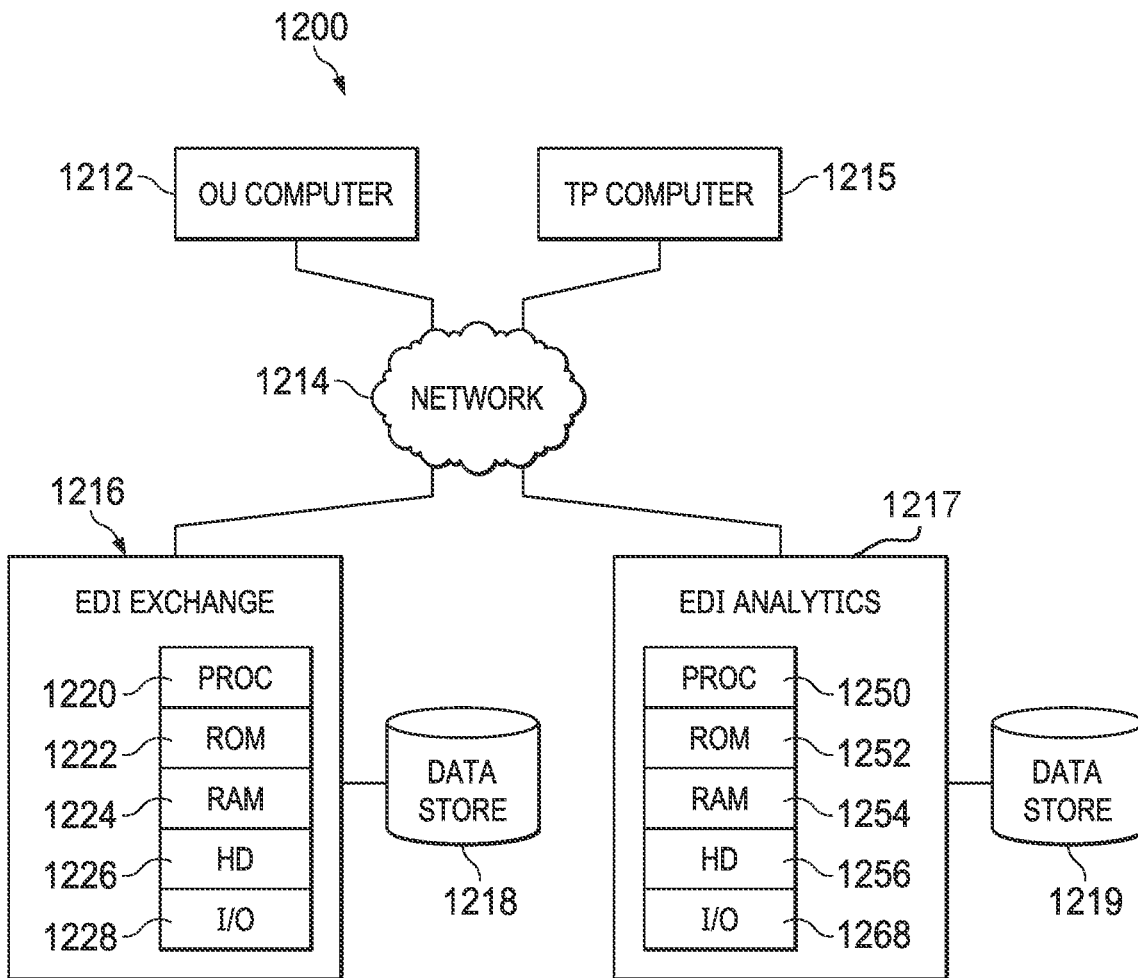 1200
1212 OU COMPUTER TP COMPUTER 1215
1214 NETWORK
1216 1217
EDI EXCHANGE EDI ANALYTICS
1220 PROC PROC 1250
1222 ROM ROM 1252
1224 RAM RAM 1254
1226 HD HD 1256
1228 I/O I/O 1268
DATA DATA
STORE STORE
1218 1219